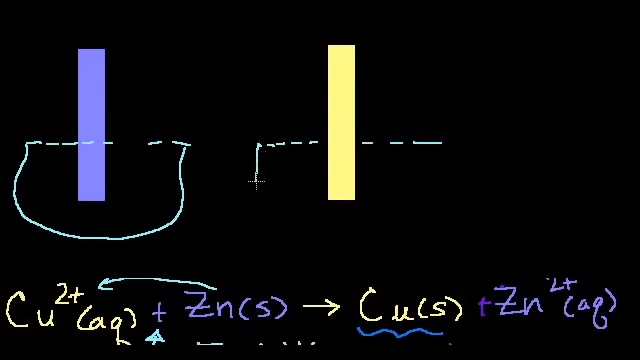 Cu²⁺(aq) + Zn(s) → Cu(s) + Zn²⁺(aq)